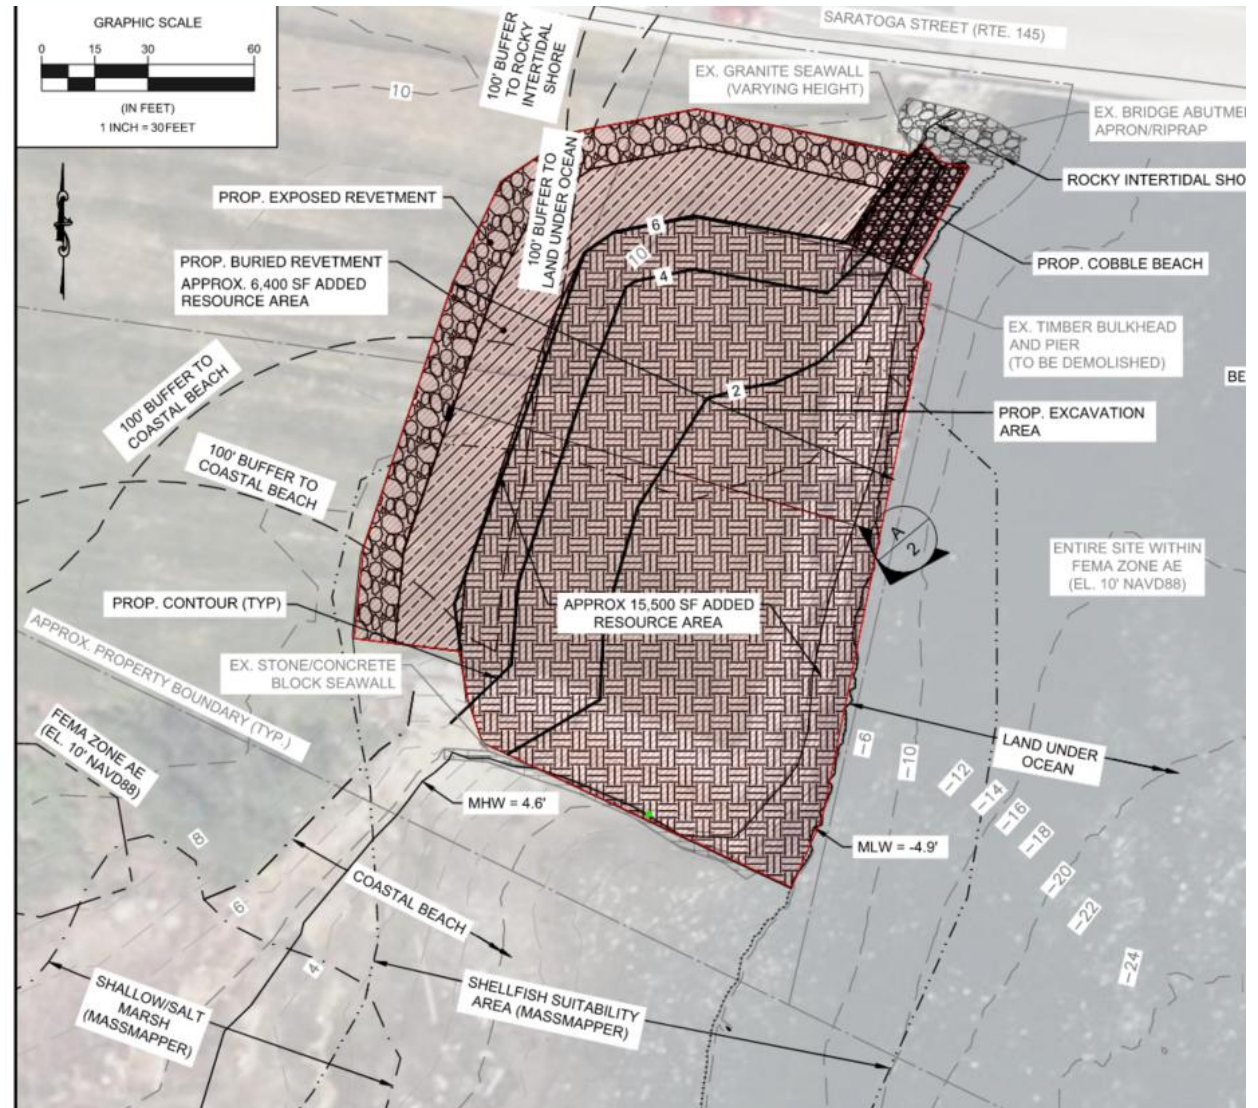 GRAPHIC SCALE
0 15 30 60
(IN FEET)
1 INCH = 30FEET
100' BUFFER
TO ROCKY
INTERTIDAL
SHORE
SARATOGA STREET (RTE. 145)
EX. GRANITE SEAWALL
(VARYING HEIGHT)
EX. BRIDGE ABUTME
APRON/RIPRAP
ROCKY INTERTIDAL SHO
10
100' BUFFER TO
LAND UNDER OCEAN
PROP. EXPOSED REVETMENT
PROP. BURIED REVETMENT
APPROX. 6,400 SF ADDED
RESOURCE AREA
6
10
4
2
PROP. COBBLE BEACH
EX. TIMBER BULKHEAD
AND PIER
(TO BE DEMOLISHED)
BE
PROP. EXCAVATION
AREA
100' BUFFER TO
COASTAL BEACH
100' BUFFER TO
COASTAL BEACH
A
2
ENTIRE SITE WITHIN
FEMA ZONE AE
(EL. 10' NAVD88)
PROP. CONTOUR (TYP)
APPROX 15,500 SF ADDED
RESOURCE AREA
APPROX. PROPERTY BOUNDARY (TYP.)
EX. STONE/CONCRETE
BLOCK SEAWALL
FEMA ZONE AE
(EL. 10' NAVD88)
MHW = 4.6'
LAND UNDER
OCEAN
-6
-10
-12
-14
-16
-18
-20
-22
-24
MLW = -4.9'
8
6
4
COASTAL BEACH
SHALLOW/SALT
MARSH
(MASSMAPPER)
SHELLFISH SUITABILITY
AREA (MASSMAPPER)